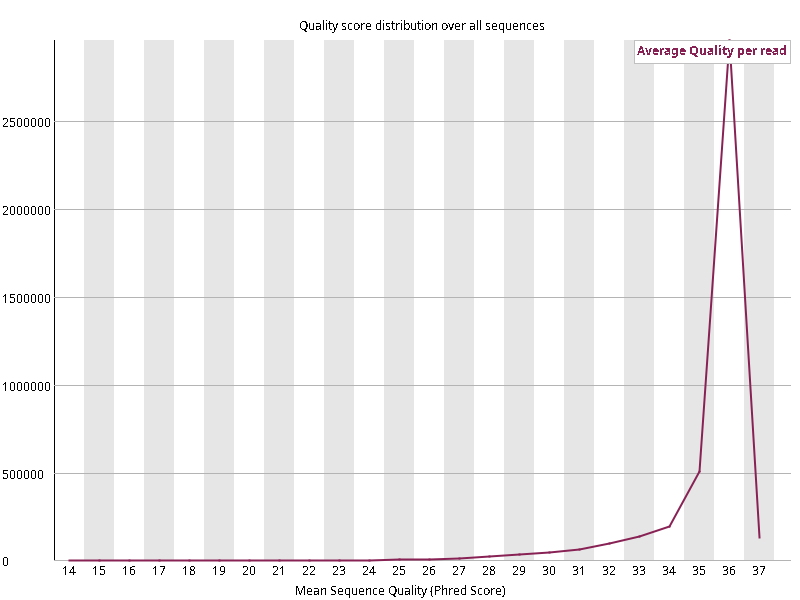 Quality score distribution over all sequences
Average Quality per read
2500000
2000000
1500000
1000000
500000
0
14 15 16 17 18 19 20 21 22 23 24 25 26 27 28 29 30 31 32 33 34 35 36 37
Mean Sequence Quality (Phred Score)